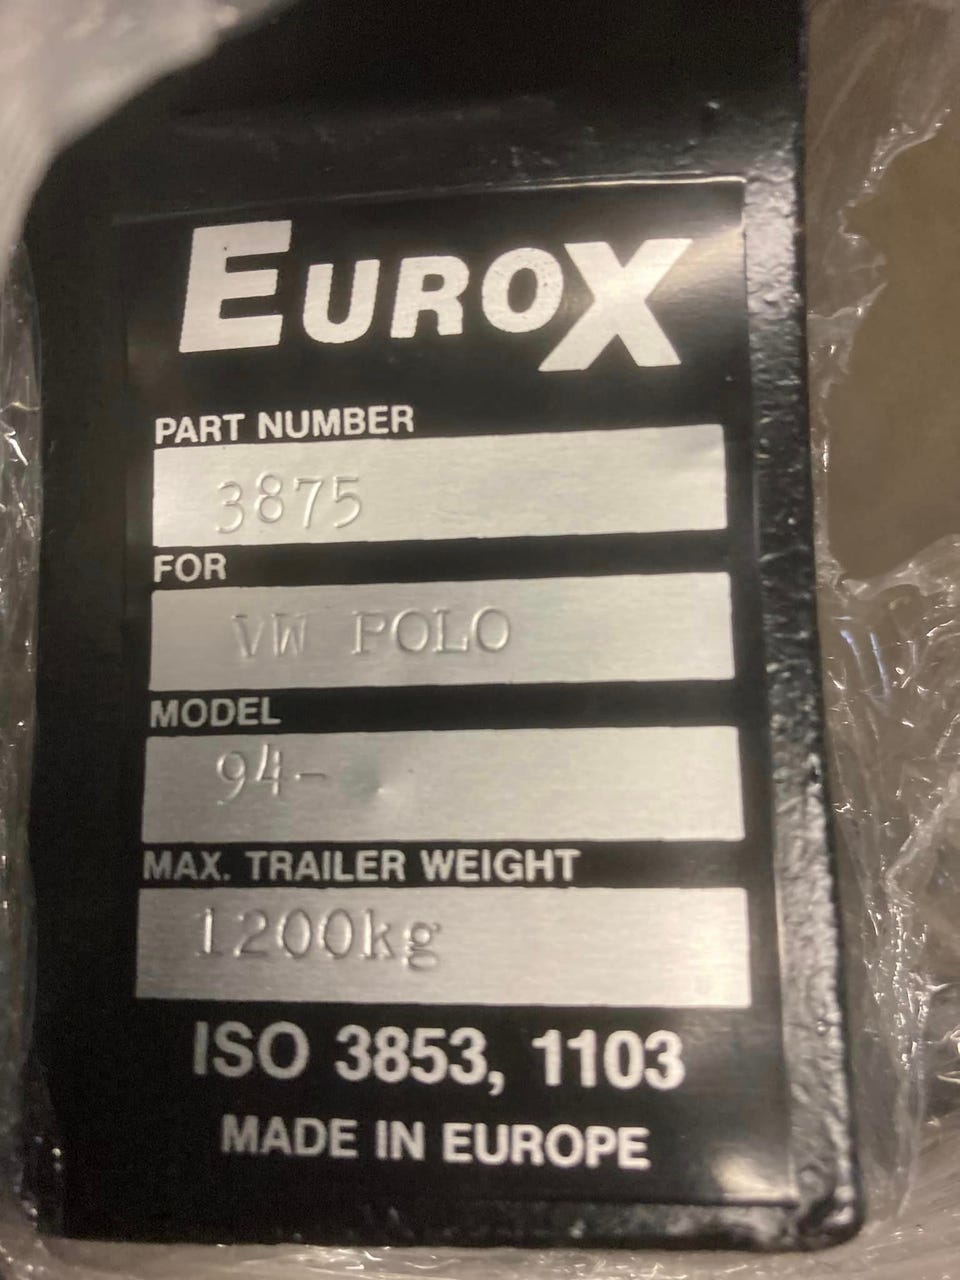 EUROX
PART NUMBER
3875
FOR
VW POLO
MODEL
94-
MAX. TRAILER WEIGHT
1200kg
ISO 3853, 1103
MADE IN EUROPE